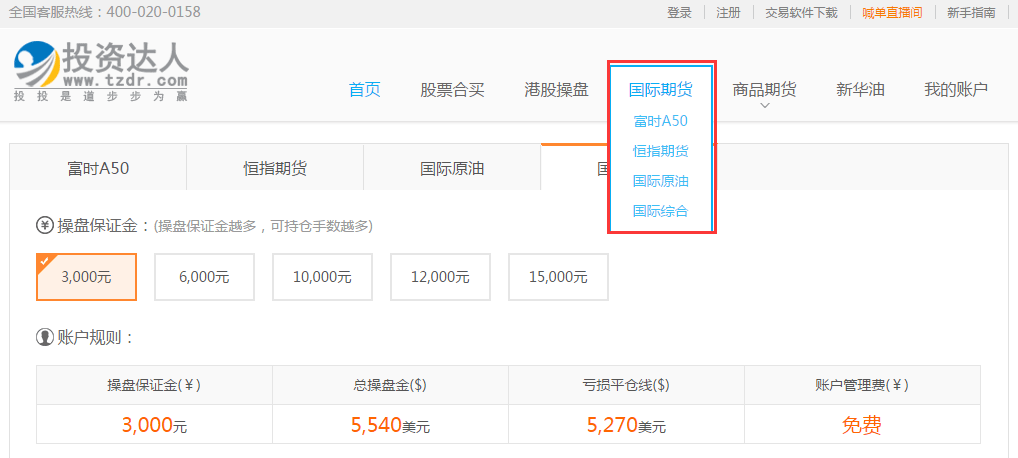 全国客服热线：400-020-0158
登录 注册 交易软件下载 喊单直播间 新手指南
投资达人
www.tzdr.com
投投是道步步为赢
首页 股票合买 港股操盘 国际期货 商品期货 新华油 我的账户
富时A50
恒指期货
国际原油
国际综合
富时A50 恒指期货 国际原油
操盘保证金：(操盘保证金越多，可持仓手数越多)
3,000元 6,000元 10,000元 12,000元 15,000元
账户规则：
操盘保证金(￥) 总操盘金($) 亏损平仓线($) 账户管理费(￥)
3,000元 5,540美元 5,270美元 免费